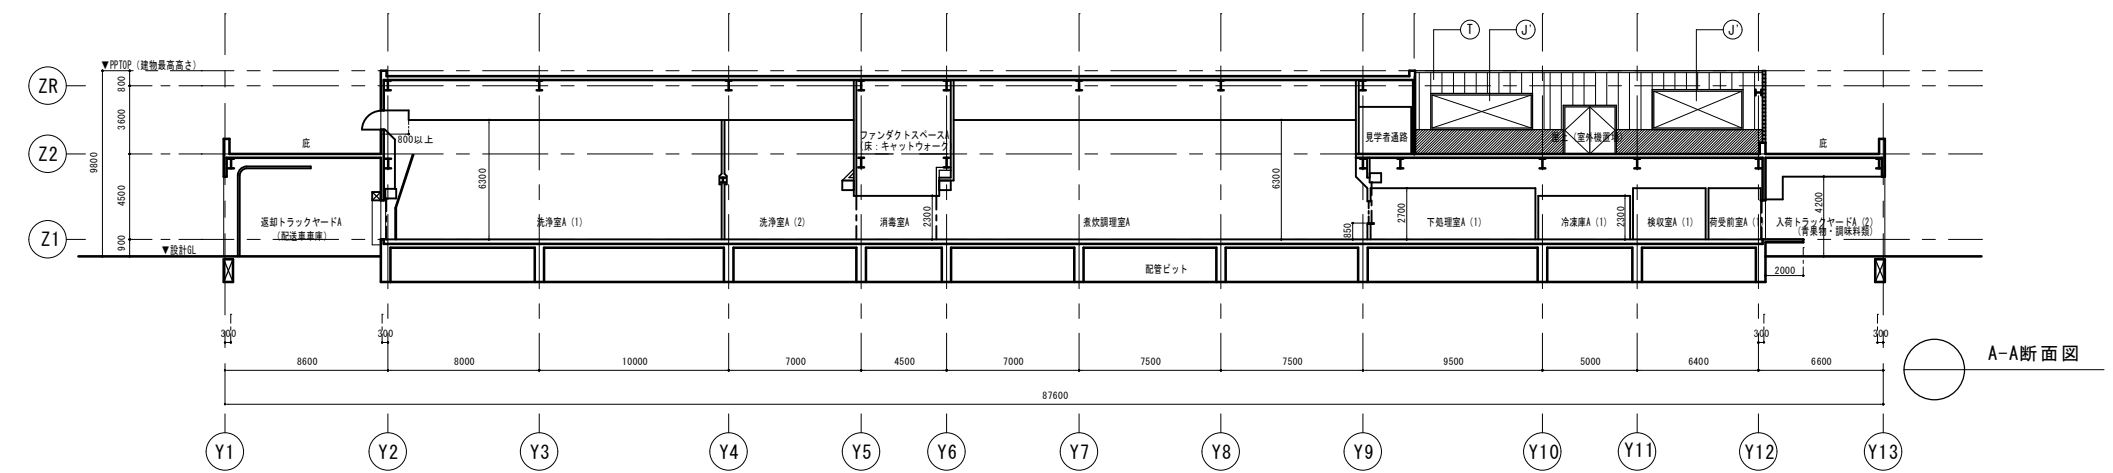 T
J'
J'
▼PPTOP（建物最高高さ）
ZR
800
3600
800以上
ファンダクトスペースA
（床：キャットウォーク）
見学者通路
屋上（室外機置場）
Z2
庇
庇
9800
4500
6300
6300
2300
850
2700
2300
4200
返却トラックヤードA
（配送車車庫）
洗浄室A（1）
洗浄室A（2）
消毒室A
煮炊調理室A
下処理室A（1）
冷凍庫A（1）
検収室A（1）
荷受前室A（1）
入荷トラックヤードA（2）
（青果物・調味料類）
Z1
900
▼設計GL
配管ピット
2000
300
300
300
300
8600
8000
10000
7000
4500
7000
7500
7500
9500
5000
6400
6600
87600
A-A断面図
Y1
Y2
Y3
Y4
Y5
Y6
Y7
Y8
Y9
Y10
Y11
Y12
Y13